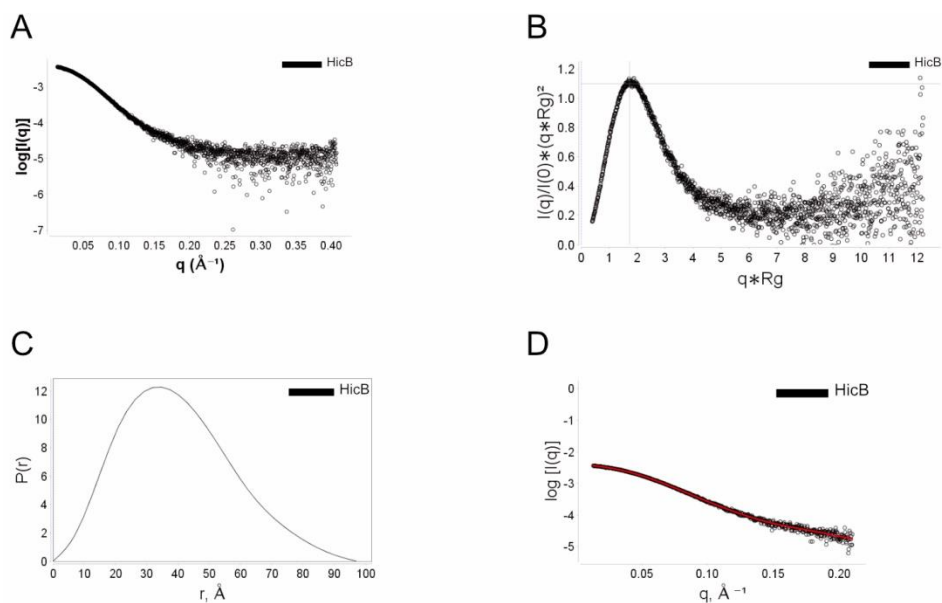 A
HicB
-3
-4
-5
-6
-7
log[I(q)]
0.05 0.10 0.15 0.20 0.25 0.30 0.35 0.40
q (Å⁻¹)
B
HicB
1.2
1.0
0.8
0.6
0.4
0.2
0.0
I(q)/I(0)*(q*Rg)²
0 1 2 3 4 5 6 7 8 9 10 11 12
q*Rg
C
HicB
12
10
8
6
4
2
0
P(r)
0 10 20 30 40 50 60 70 80 90 100
r, Å
D
HicB
0
-1
-2
-3
-4
-5
log [I(q)]
0.05 0.10 0.15 0.20
q, Å ⁻¹